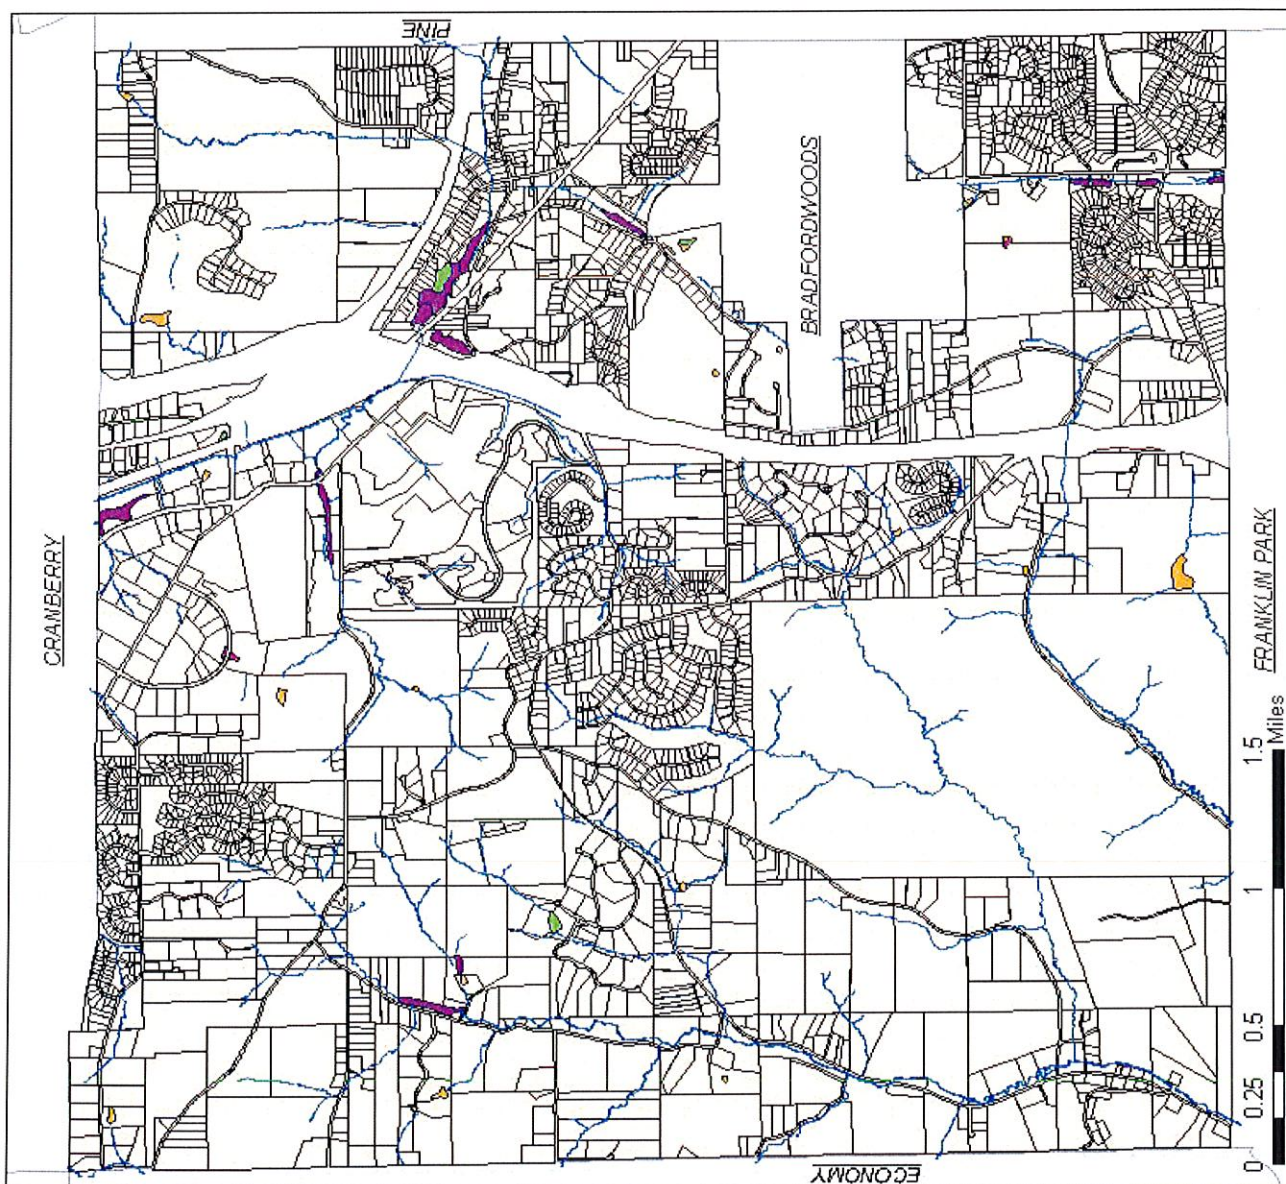 PINE
BRADFORDWOODS
CRANBERRY
FRANKLIN PARK
ECONOMY
0 0.25 0.5 1 1.5
Miles